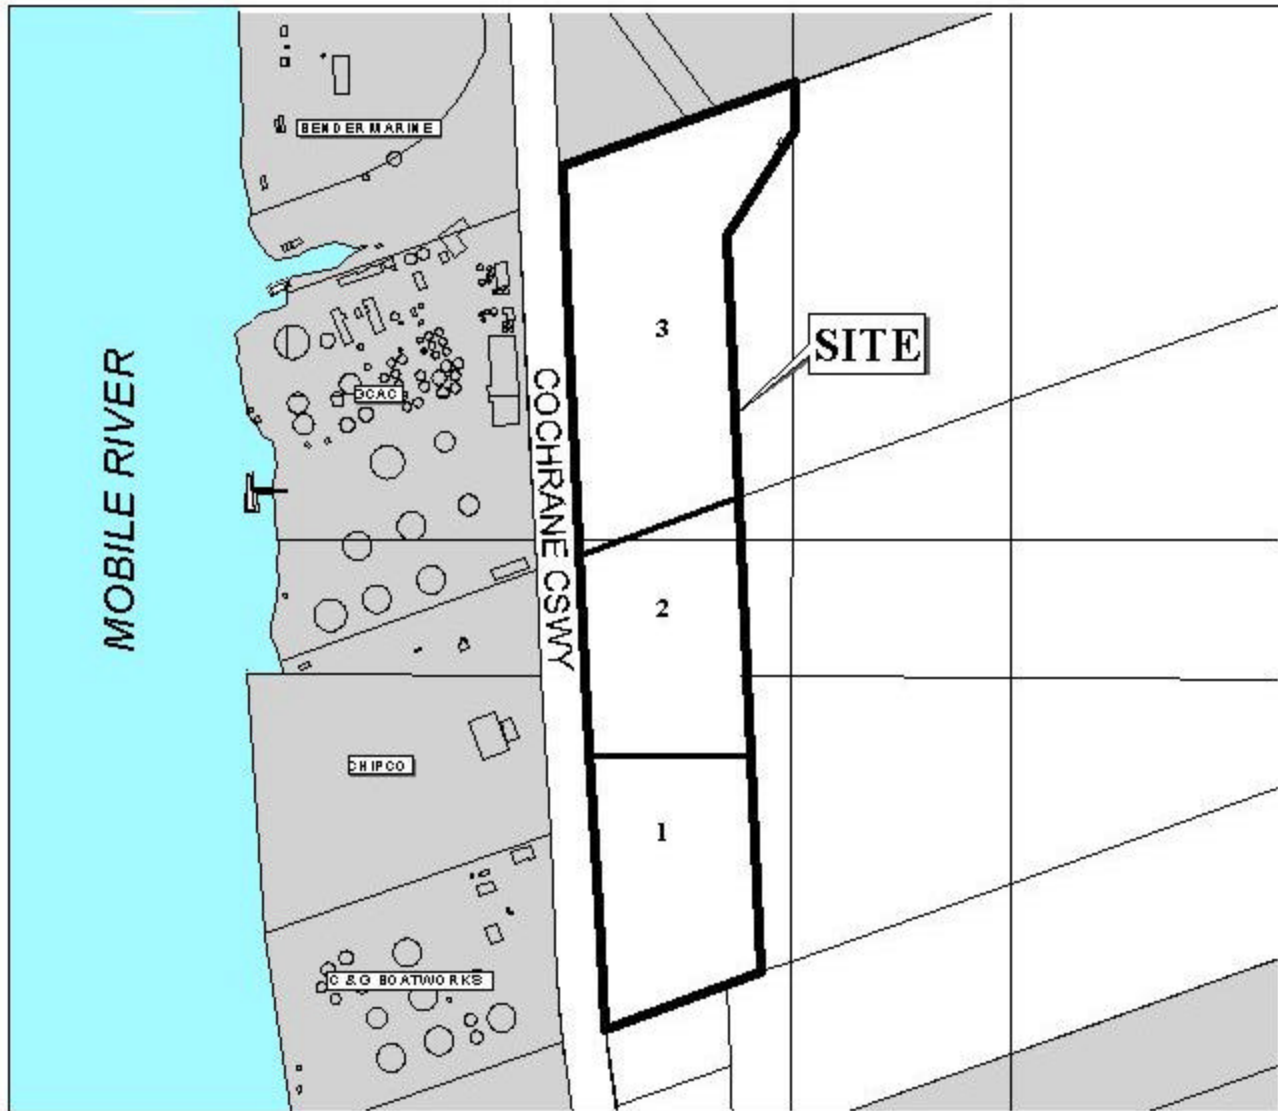 BENDER MARINE
3
SITE
MOBILE RIVER
COCHRANE CSWY
2
CHIPCO
1
C & G BOATWORKS